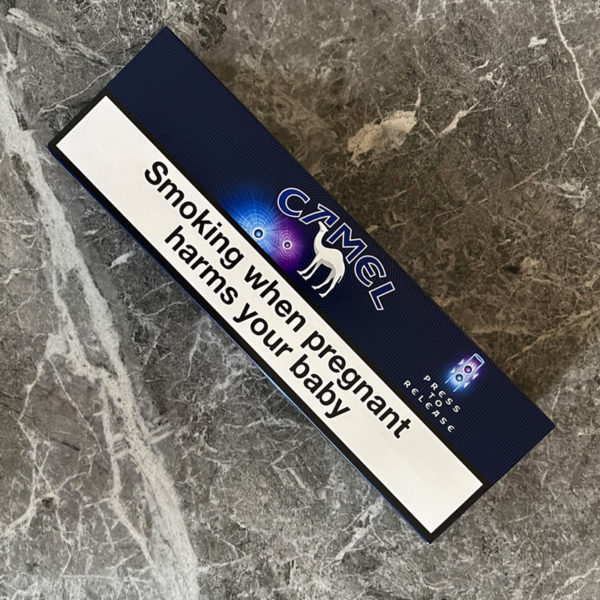 CAMEL
PRESS
TO
RELEASE
Smoking when pregnant
harms your baby